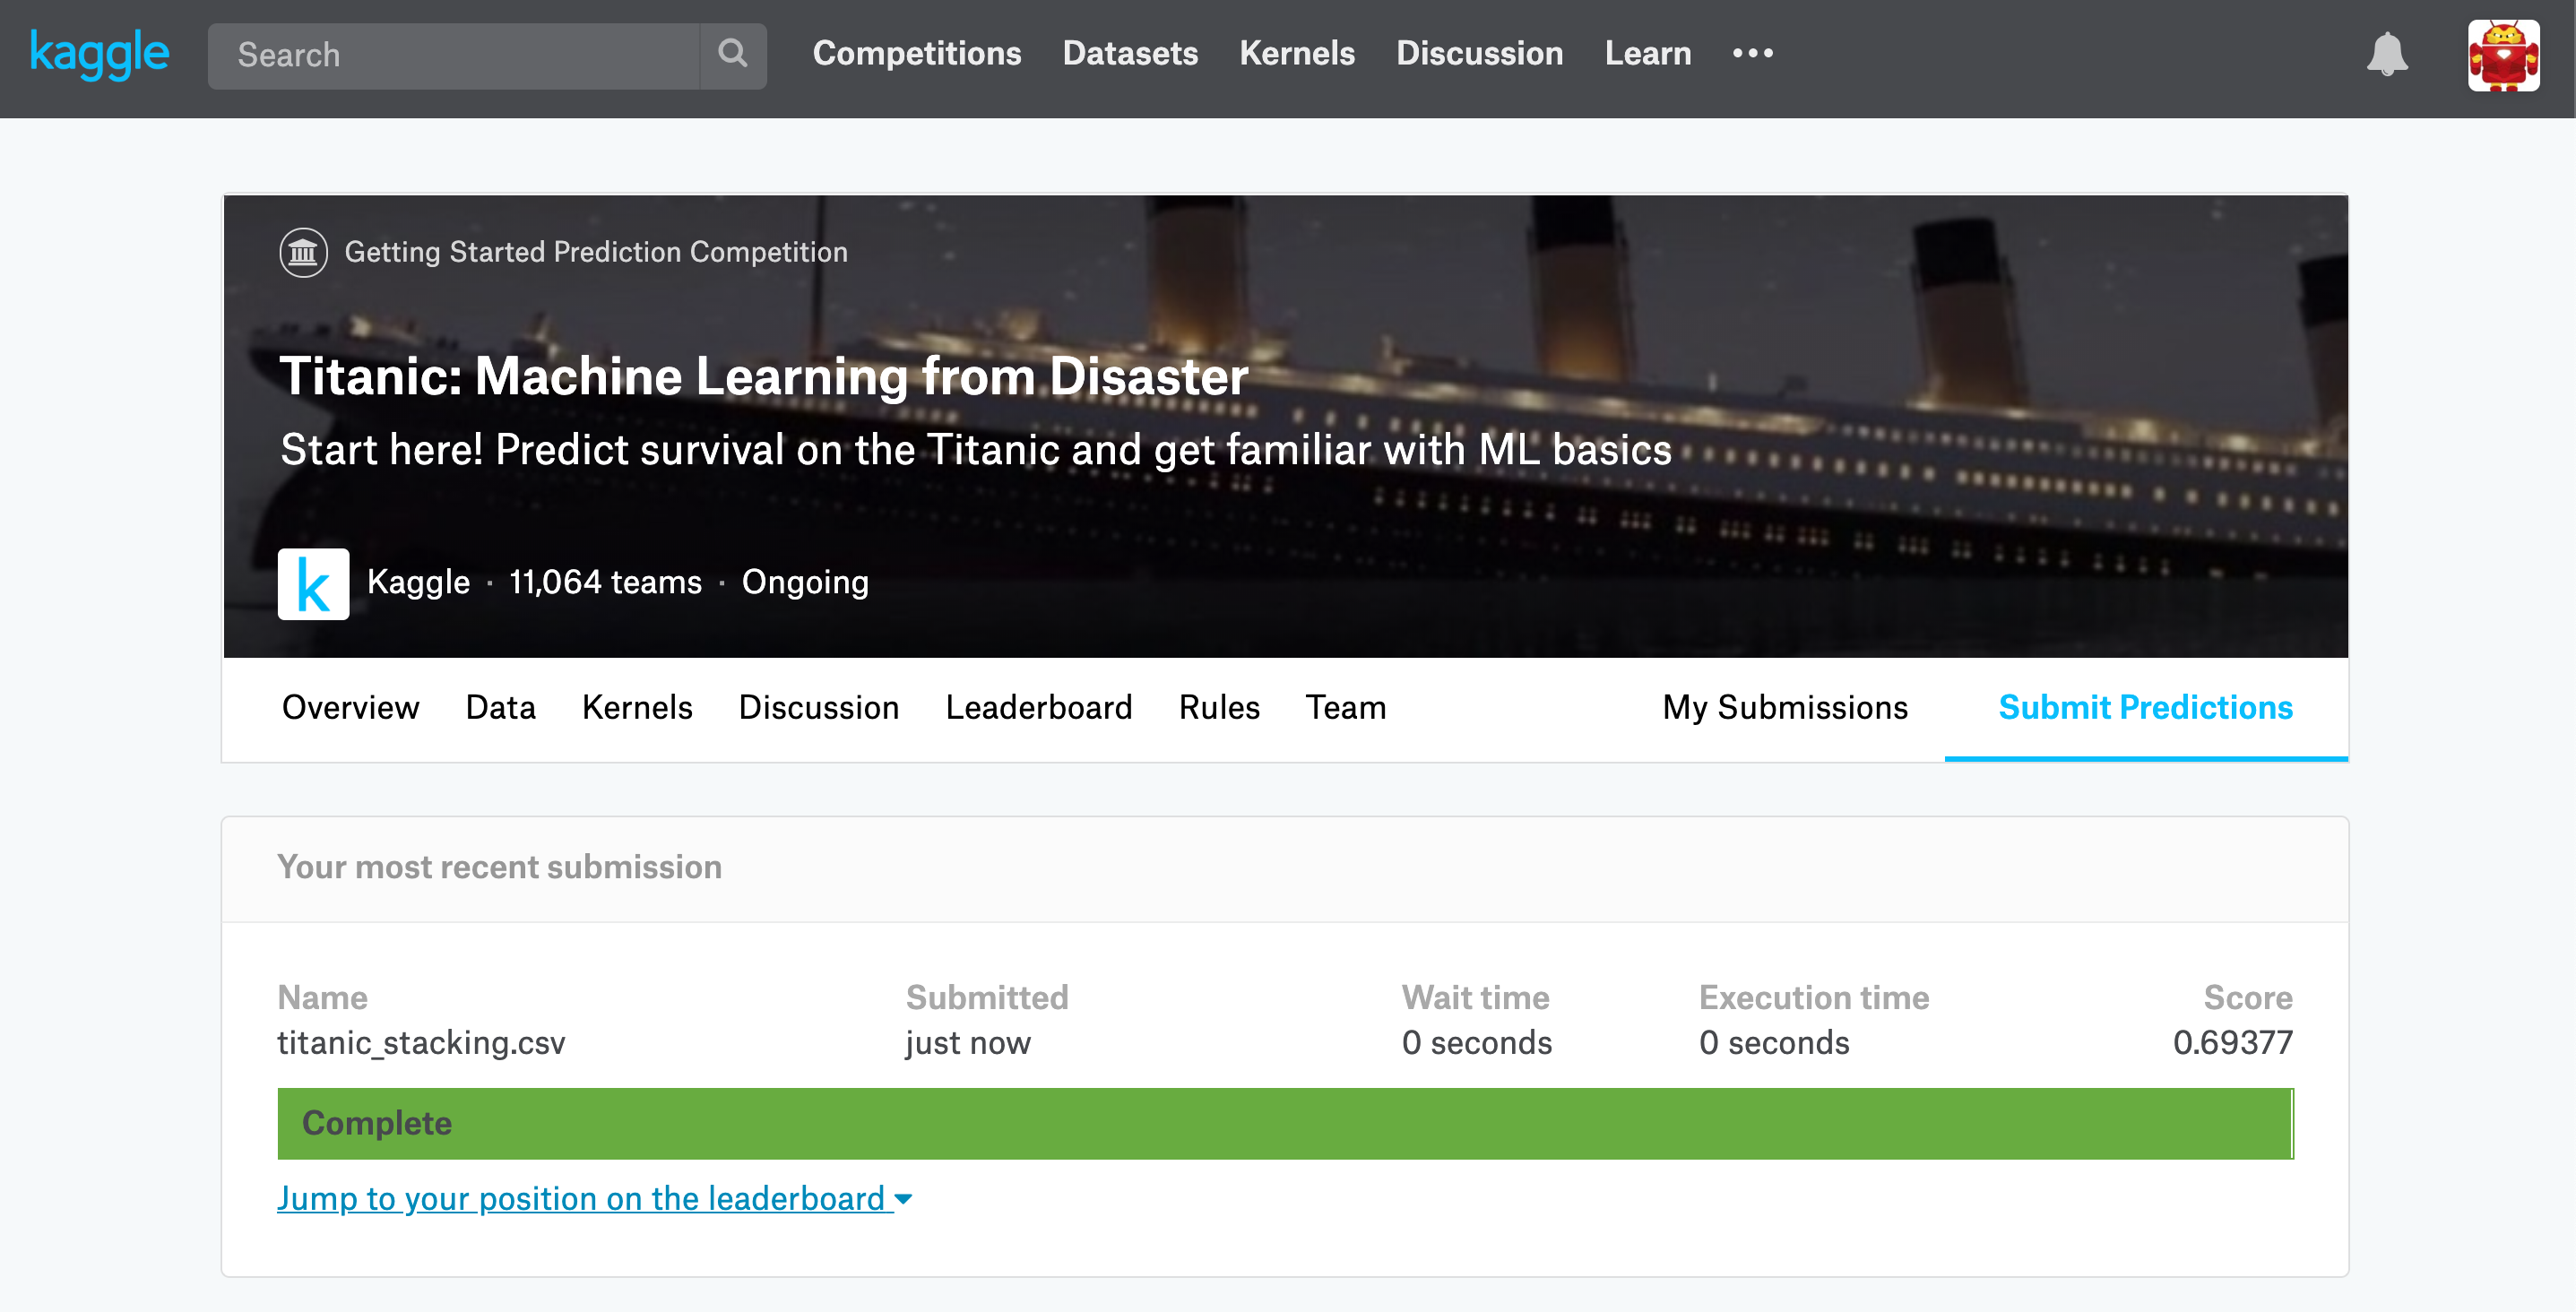 kaggle
Search
Competitions Datasets Kernels Discussion Learn •••
Getting Started Prediction Competition
Titanic: Machine Learning from Disaster
Start here! Predict survival on the Titanic and get familiar with ML basics
k
Kaggle · 11,064 teams · Ongoing
Overview Data Kernels Discussion Leaderboard Rules Team My Submissions Submit Predictions
Your most recent submission
Name Submitted Wait time Execution time Score
titanic_stacking.csv just now 0 seconds 0 seconds 0.69377
Complete
Jump to your position on the leaderboard